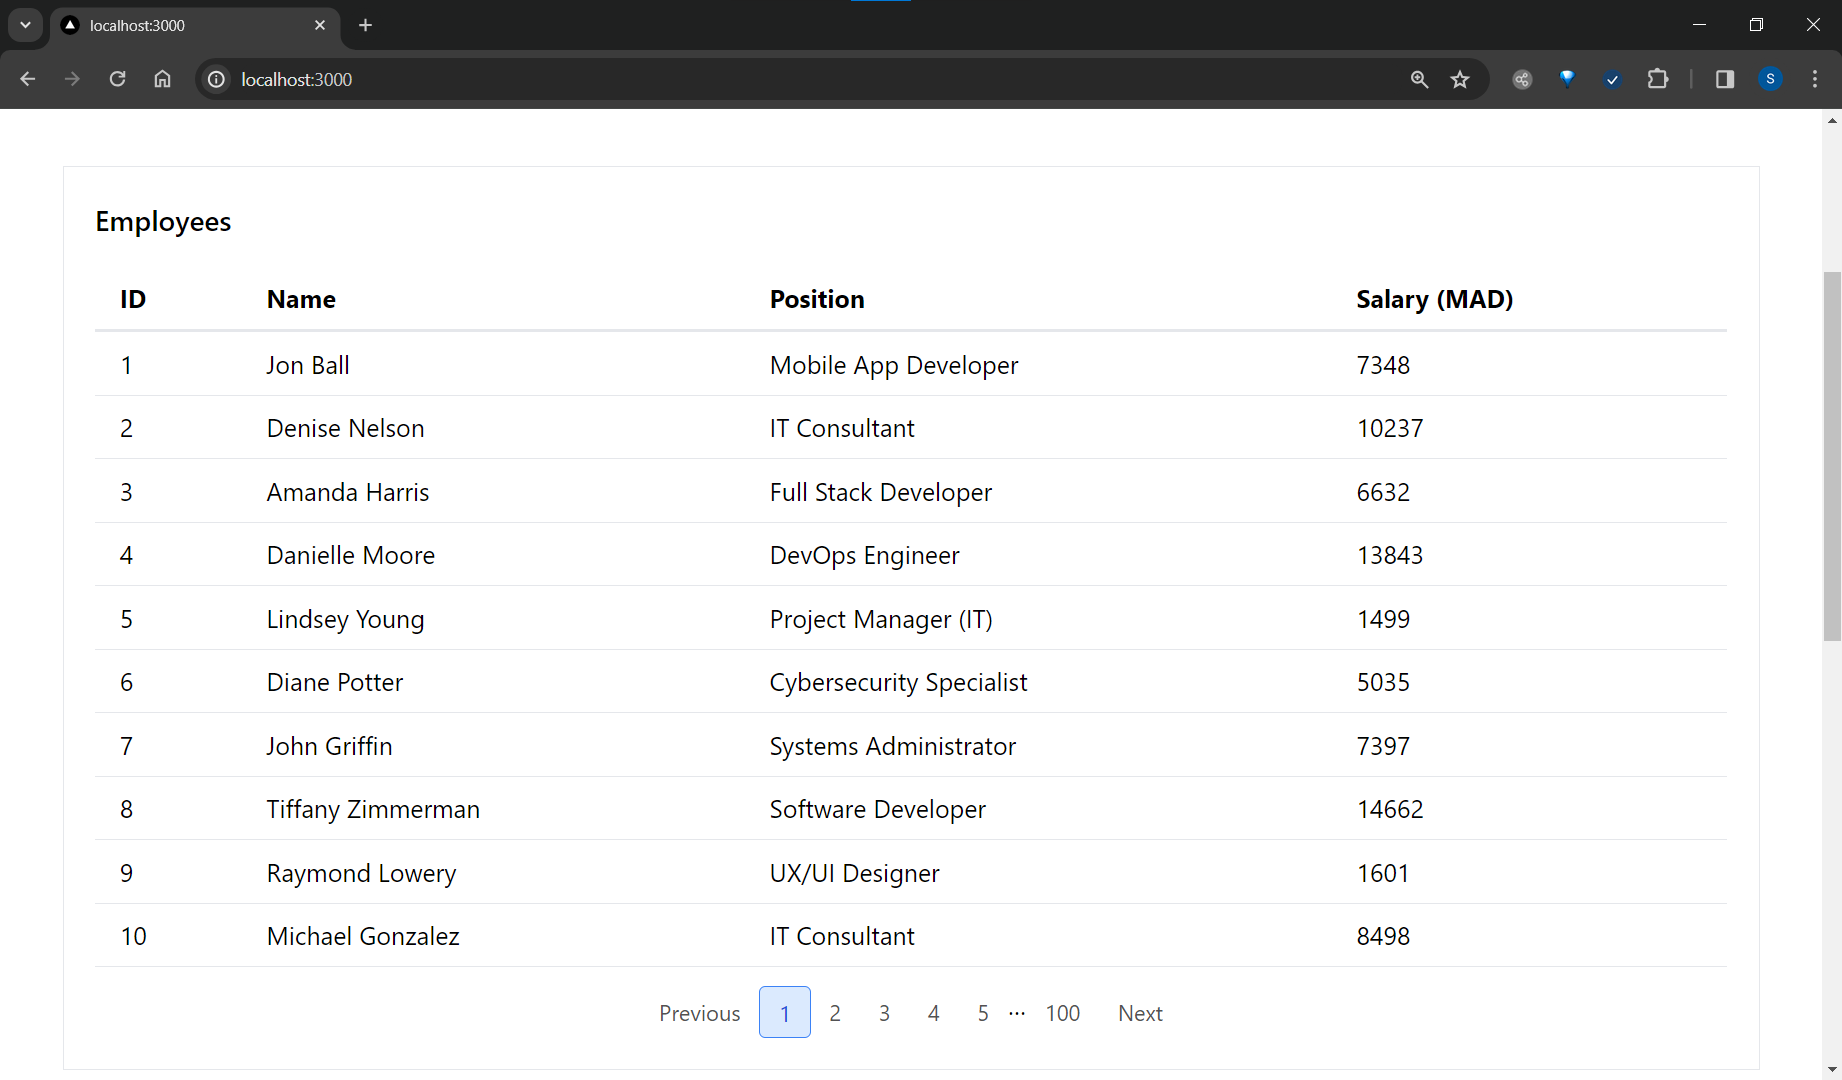 localhost:3000
localhost:3000
S
Employees
ID Name Position Salary (MAD)
1 Jon Ball Mobile App Developer 7348
2 Denise Nelson IT Consultant 10237
3 Amanda Harris Full Stack Developer 6632
4 Danielle Moore DevOps Engineer 13843
5 Lindsey Young Project Manager (IT) 1499
6 Diane Potter Cybersecurity Specialist 5035
7 John Griffin Systems Administrator 7397
8 Tiffany Zimmerman Software Developer 14662
9 Raymond Lowery UX/UI Designer 1601
10 Michael Gonzalez IT Consultant 8498
Previous 1 2 3 4 5 ... 100 Next